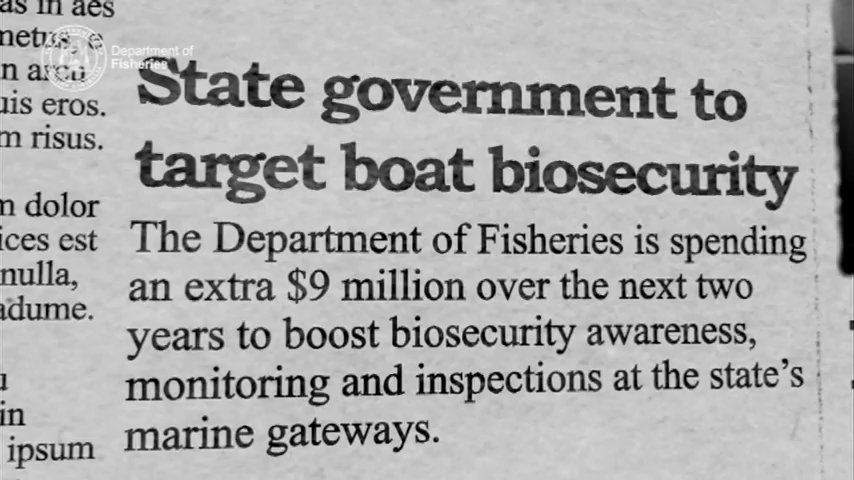 as in aes
n
uis eros.
m risus.
m dolor
ices est
nulla,
adume.
in
ipsum
Department of
Fisheries
State government to
target boat biosecurity
The Department of Fisheries is spending
an extra $9 million over the next two
years to boost biosecurity awareness,
monitoring and inspections at the state's
marine gateways.